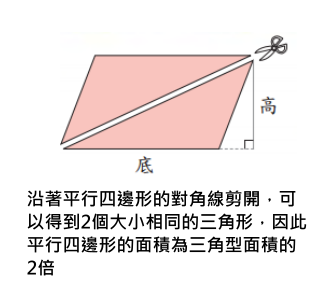 高
底
沿著平行四邊形的對角線剪開，可
以得到2個大小相同的三角形，因此
平行四邊形的面積為三角型面積的
2倍